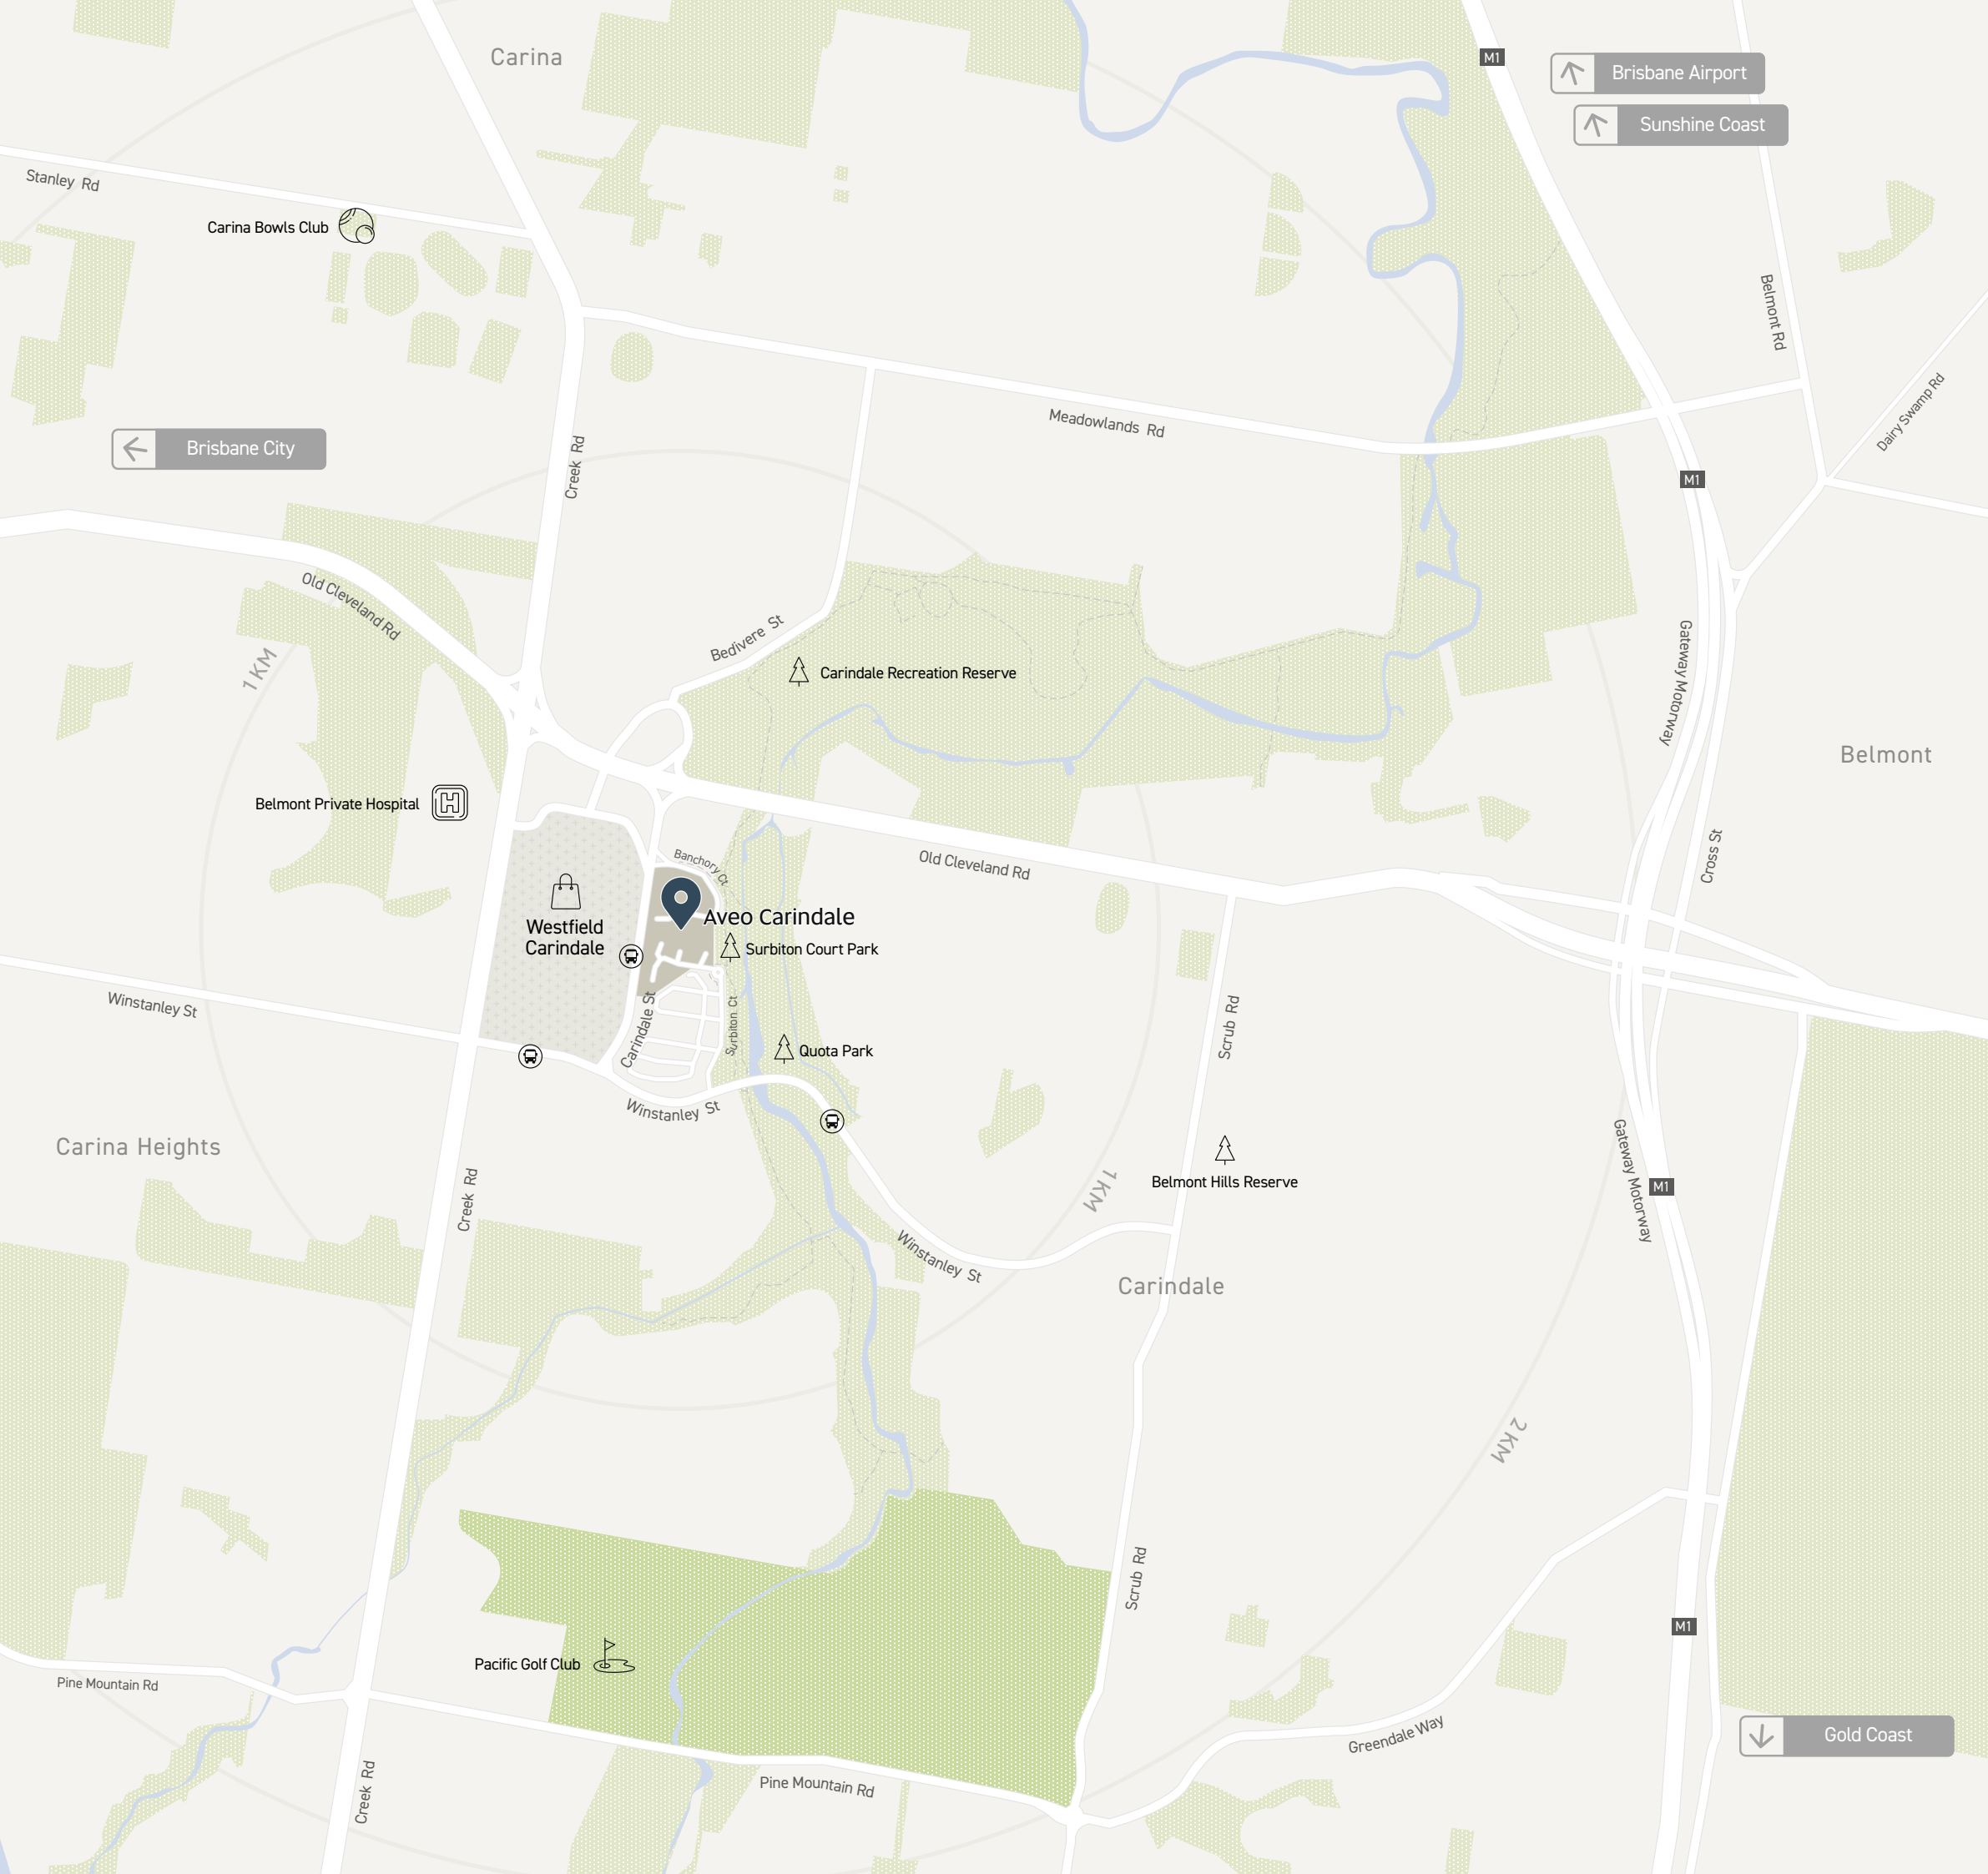 Carina
M1
Brisbane Airport
Sunshine Coast
Stanley Rd
Carina Bowls Club
Belmont Rd
Meadowlands Rd
Dairy Swamp Rd
Brisbane City
Creek Rd
M1
Old Cleveland Rd
Bedivere St
1 KM
Carindale Recreation Reserve
Gateway Motorway
Belmont
Belmont Private Hospital
Banchory Ct
Old Cleveland Rd
Cross St
Westfield
Carindale
Aveo Carindale
Surbiton Court Park
Winstanley St
Carindale St
Surbiton Ct
Scrub Rd
Quota Park
Winstanley St
Carina Heights
Creek Rd
1 KM
Belmont Hills Reserve
Gateway Motorway
M1
Winstanley St
Carindale
2 KM
Scrub Rd
M1
Pacific Golf Club
Pine Mountain Rd
Greendale Way
Gold Coast
Creek Rd
Pine Mountain Rd